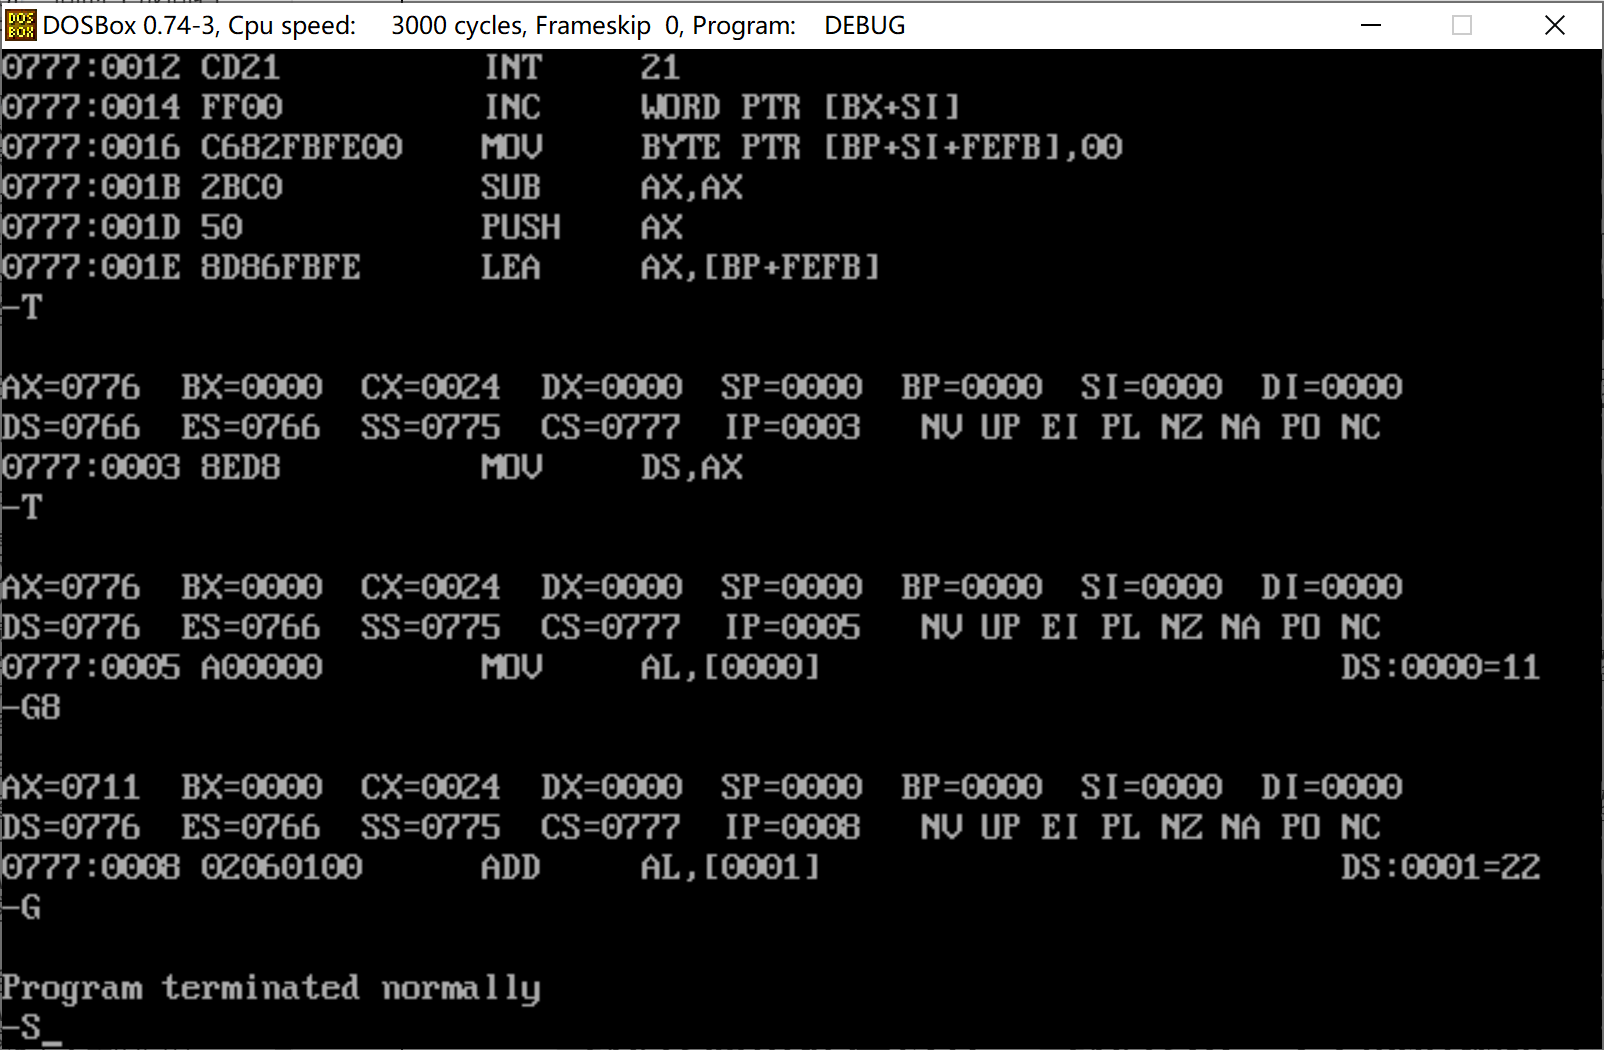 DOSBox 0.74-3, Cpu speed: 3000 cycles, Frameskip 0, Program: DEBUG
0777:0012 CD21 INT 21
0777:0014 FF00 INC WORD PTR [BX+SI]
0777:0016 C682FBFE00 MOV BYTE PTR [BP+SI+FEFB],00
0777:001B 2BC0 SUB AX,AX
0777:001D 50 PUSH AX
0777:001E 8D86FBFE LEA AX,[BP+FEFB]
-T
AX=0776 BX=0000 CX=0024 DX=0000 SP=0000 BP=0000 SI=0000 DI=0000
DS=0766 ES=0766 SS=0775 CS=0777 IP=0003 NV UP EI PL NZ NA PO NC
0777:0003 8ED8 MOV DS,AX
-T
AX=0776 BX=0000 CX=0024 DX=0000 SP=0000 BP=0000 SI=0000 DI=0000
DS=0776 ES=0766 SS=0775 CS=0777 IP=0005 NV UP EI PL NZ NA PO NC
0777:0005 A00000 MOV AL,[0000] DS:0000=11
-G8
AX=0711 BX=0000 CX=0024 DX=0000 SP=0000 BP=0000 SI=0000 DI=0000
DS=0776 ES=0766 SS=0775 CS=0777 IP=0008 NV UP EI PL NZ NA PO NC
0777:0008 02060100 ADD AL,[0001] DS:0001=22
-G
Program terminated normally
-S_